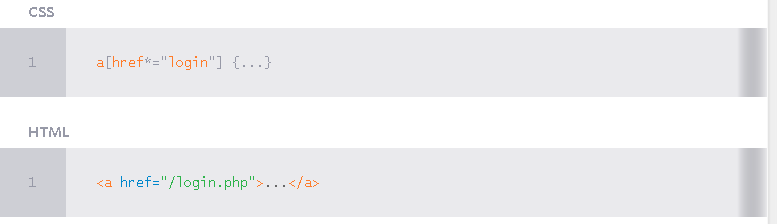 CSS
1 a[href*="login"] {...}
HTML
1 <a href="/login.php">...</a>